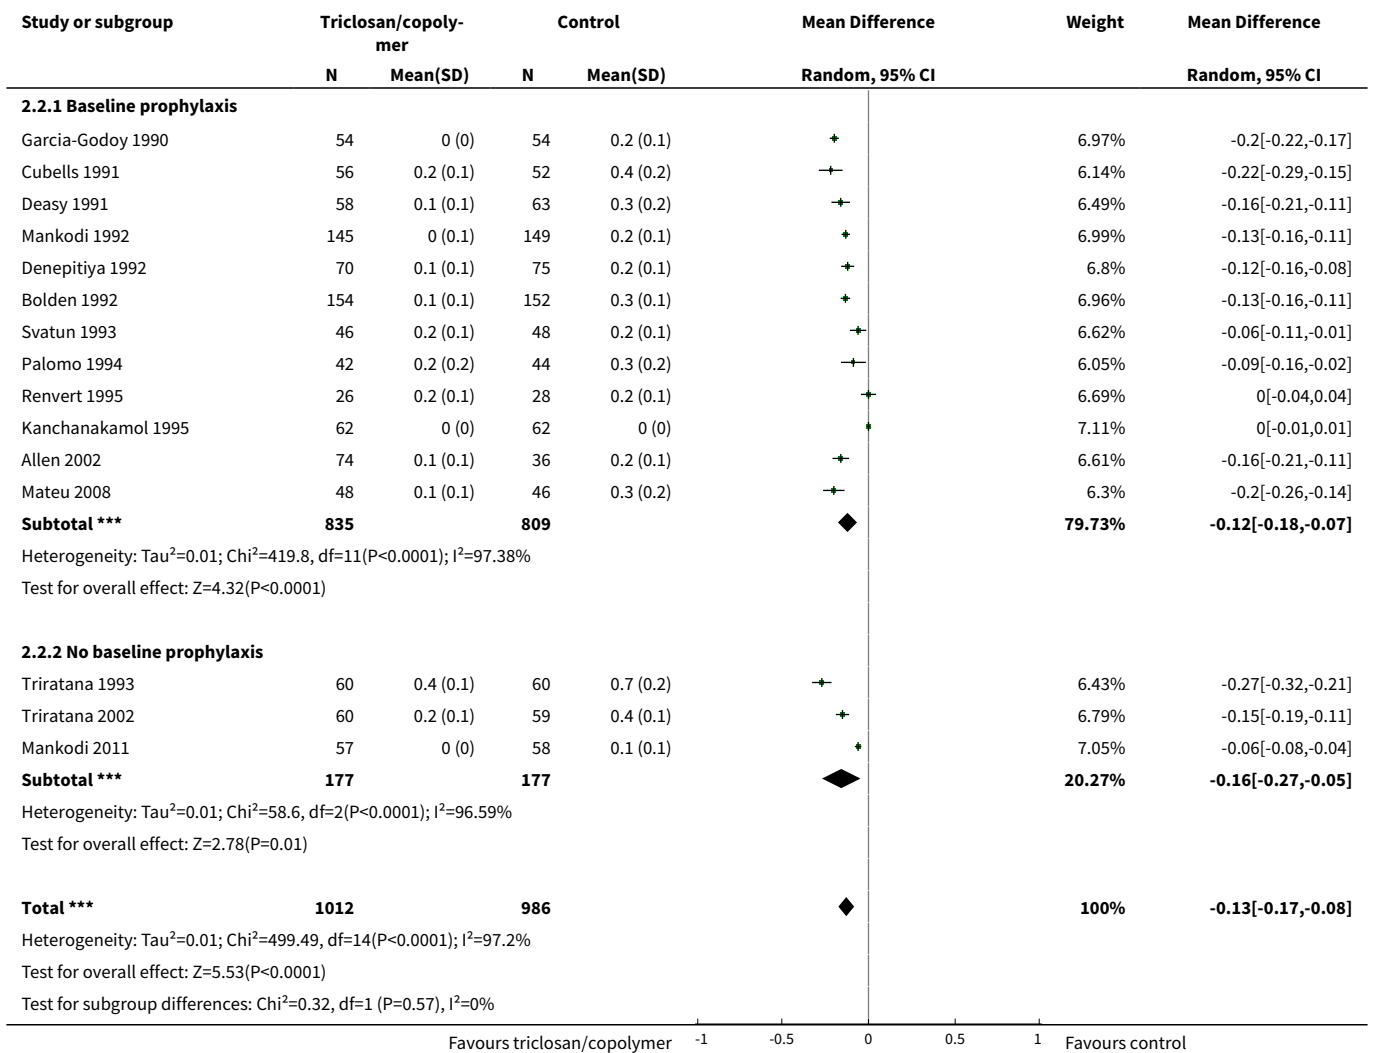 Study or subgroup Triclosan/copoly- Control Mean Difference Weight Mean Difference
mer
N Mean(SD) N Mean(SD) Random, 95% CI Random, 95% CI
2.2.1 Baseline prophylaxis
Garcia-Godoy 1990 54 0 (0) 54 0.2 (0.1) 6.97% -0.2[-0.22,-0.17]
Cubells 1991 56 0.2 (0.1) 52 0.4 (0.2) 6.14% -0.22[-0.29,-0.15]
Deasy 1991 58 0.1 (0.1) 63 0.3 (0.2) 6.49% -0.16[-0.21,-0.11]
Mankodi 1992 145 0 (0.1) 149 0.2 (0.1) 6.99% -0.13[-0.16,-0.11]
Denepitiya 1992 70 0.1 (0.1) 75 0.2 (0.1) 6.8% -0.12[-0.16,-0.08]
Bolden 1992 154 0.1 (0.1) 152 0.3 (0.1) 6.96% -0.13[-0.16,-0.11]
Svatun 1993 46 0.2 (0.1) 48 0.2 (0.1) 6.62% -0.06[-0.11,-0.01]
Palomo 1994 42 0.2 (0.2) 44 0.3 (0.2) 6.05% -0.09[-0.16,-0.02]
Renvert 1995 26 0.2 (0.1) 28 0.2 (0.1) 6.69% 0[-0.04,0.04]
Kanchanakamol 1995 62 0 (0) 62 0 (0) 7.11% 0[-0.01,0.01]
Allen 2002 74 0.1 (0.1) 36 0.2 (0.1) 6.61% -0.16[-0.21,-0.11]
Mateu 2008 48 0.1 (0.1) 46 0.3 (0.2) 6.3% -0.2[-0.26,-0.14]
Subtotal *** 835 809 79.73% -0.12[-0.18,-0.07]
Heterogeneity: Tau²=0.01; Chi²=419.8, df=11(P<0.0001); I²=97.38%
Test for overall effect: Z=4.32(P<0.0001)
2.2.2 No baseline prophylaxis
Triratana 1993 60 0.4 (0.1) 60 0.7 (0.2) 6.43% -0.27[-0.32,-0.21]
Triratana 2002 60 0.2 (0.1) 59 0.4 (0.1) 6.79% -0.15[-0.19,-0.11]
Mankodi 2011 57 0 (0) 58 0.1 (0.1) 7.05% -0.06[-0.08,-0.04]
Subtotal *** 177 177 20.27% -0.16[-0.27,-0.05]
Heterogeneity: Tau²=0.01; Chi²=58.6, df=2(P<0.0001); I²=96.59%
Test for overall effect: Z=2.78(P=0.01)
Total *** 1012 986 100% -0.13[-0.17,-0.08]
Heterogeneity: Tau²=0.01; Chi²=499.49, df=14(P<0.0001); I²=97.2%
Test for overall effect: Z=5.53(P<0.0001)
Test for subgroup differences: Chi²=0.32, df=1 (P=0.57), I²=0%
Favours triclosan/copolymer -1 -0.5 0 0.5 1 Favours control